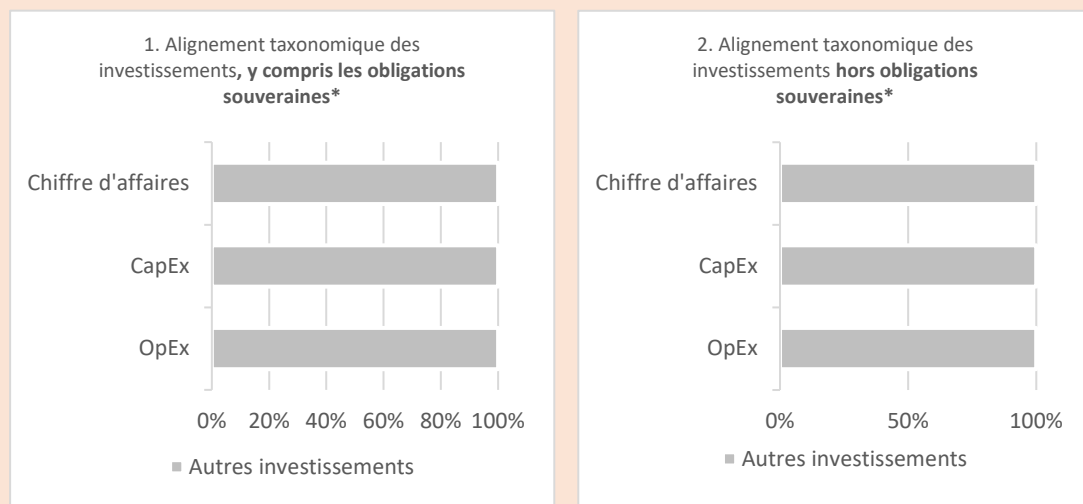 1. Alignement taxonomique des
investissements, y compris les obligations
souveraines*
Chiffre d'affaires
CapEx
OpEx
0% 20% 40% 60% 80% 100%
Autres investissements
2. Alignement taxonomique des
investissements hors obligations
souveraines*
Chiffre d'affaires
CapEx
OpEx
0% 50% 100%
Autres investissements